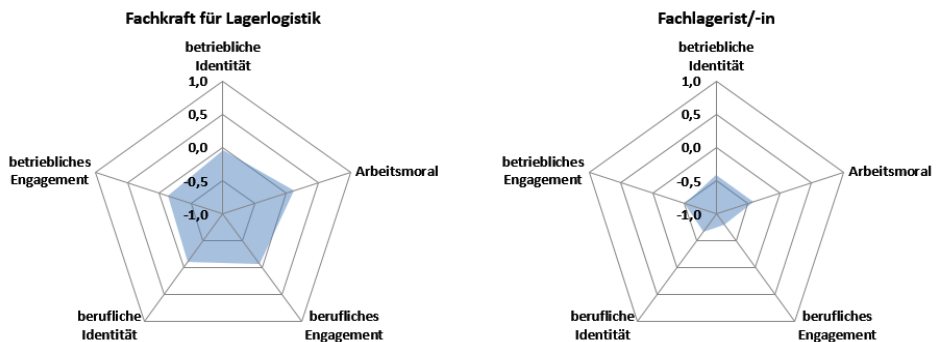 Fachkraft für Lagerlogistik
betriebliche
Identität
1,0
0,5
0,0
-0,5
-1,0
betriebliches
Engagement
Arbeitsmoral
berufliche
Identität
berufliches
Engagement
Fachlagerist/-in
betriebliche
Identität
1,0
0,5
0,0
-0,5
-1,0
betriebliches
Engagement
Arbeitsmoral
berufliche
Identität
berufliches
Engagement